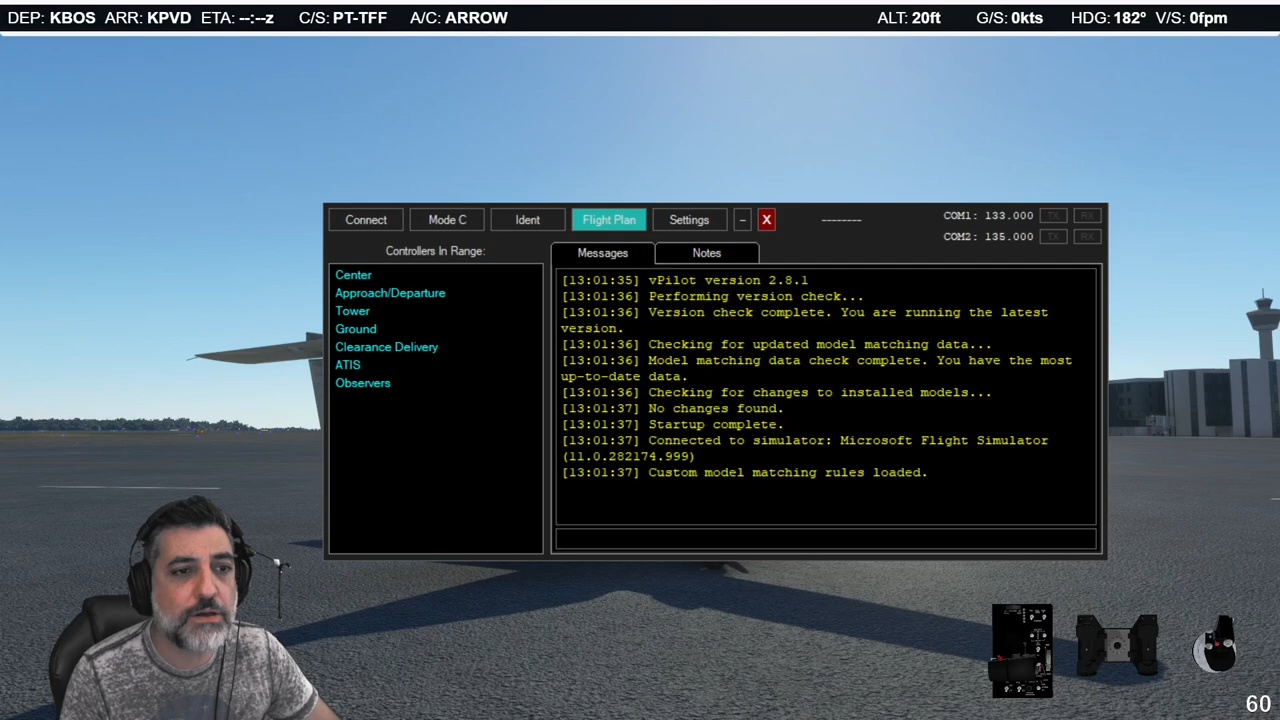 DEP: KBOS ARR: KPVD ETA: --:--z C/S: PT-TFF A/C: ARROW ALT: 20ft G/S: 0kts HDG: 182° V/S: 0fpm
Connect Mode C Ident Flight Plan Settings – X -------- COM1: 133.000 TX RX
COM2: 135.000 TX RX
Controllers In Range:
Center
Approach/Departure
Tower
Ground
Clearance Delivery
ATIS
Observers
Messages Notes
[13:01:35] vPilot version 2.8.1
[13:01:36] Performing version check...
[13:01:36] Version check complete. You are running the latest
version.
[13:01:36] Checking for updated model matching data...
[13:01:36] Model matching data check complete. You have the most
up-to-date data.
[13:01:36] Checking for changes to installed models...
[13:01:37] No changes found.
[13:01:37] Startup complete.
[13:01:37] Connected to simulator: Microsoft Flight Simulator
(11.0.282174.999)
[13:01:37] Custom model matching rules loaded.
60